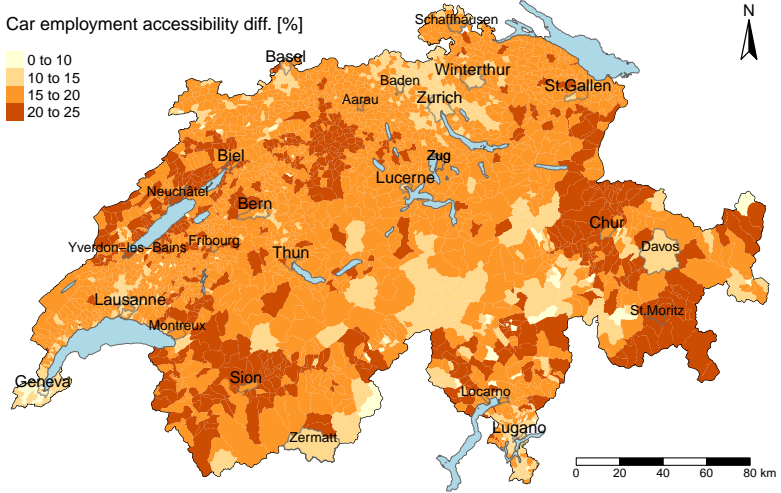 Car employment accessibility diff. [%]
0 to 10
10 to 15
15 to 20
20 to 25
N
Schaffhausen
Basel
Winterthur
Baden
St.Gallen
Aarau
Zurich
Biel
Zug
Lucerne
Neuchâtel
Bern
Chur
Yverdon−les−Bains
Fribourg
Davos
Thun
Lausanne
St.Moritz
Montreux
Geneva
Sion
Locarno
Zermatt
Lugano
0 20 40 60 80 km